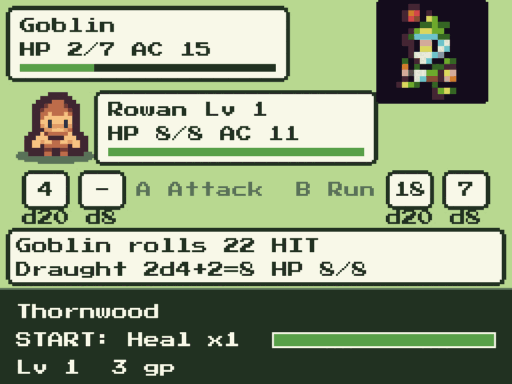 Goblin
HP 2/7 AC 15
Rowan Lv 1
HP 8/8 AC 11
4 - A Attack B Run 18 7
d20 d8 d20 d8
Goblin rolls 22 HIT
Draught 2d4+2=8 HP 8/8
Thornwood
START: Heal x1
Lv 1 3 gp